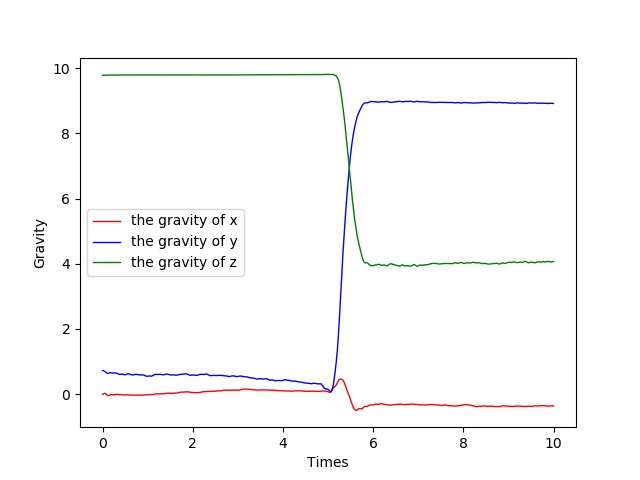 10
8
6
4
2
0
Gravity
the gravity of x
the gravity of y
the gravity of z
0 2 4 6 8 10
Times